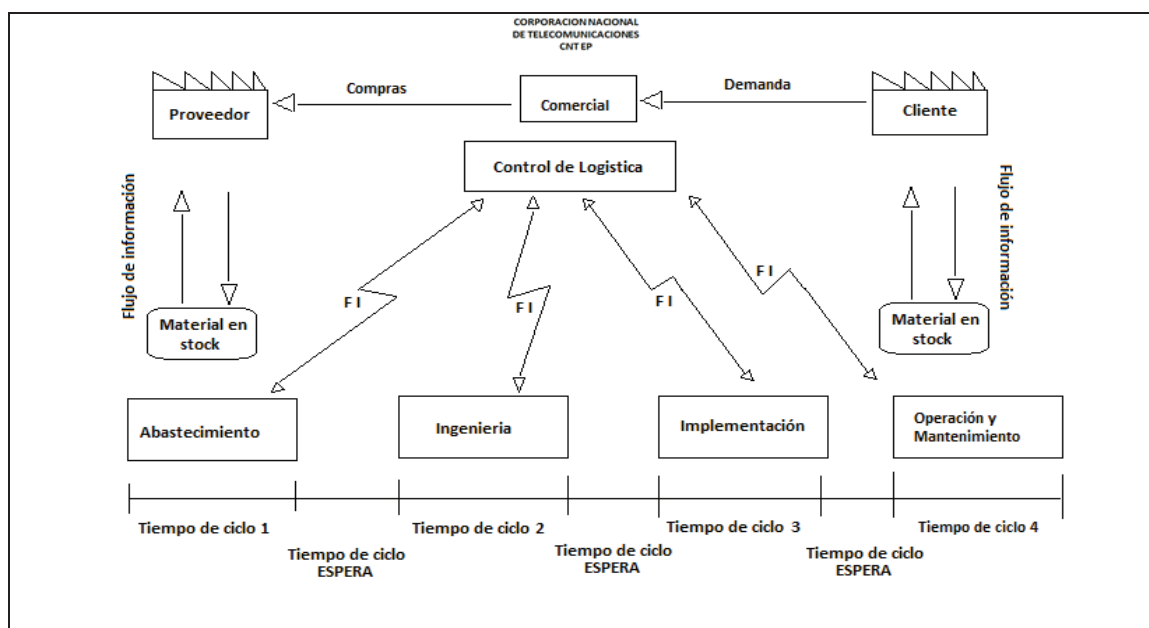 CORPORACION NACIONAL
DE TELECOMUNICACIONES
CNT EP
Proveedor
Compras
Comercial
Demanda
Cliente
Control de Logistica
Flujo de información
Flujo de información
F I
F I
F I
F I
Material en
stock
Material en
stock
Abastecimiento
Ingenieria
Implementación
Operación y
Mantenimiento
Tiempo de ciclo 1
Tiempo de ciclo 2
Tiempo de ciclo 3
Tiempo de ciclo 4
Tiempo de ciclo
ESPERA
Tiempo de ciclo
ESPERA
Tiempo de ciclo
ESPERA